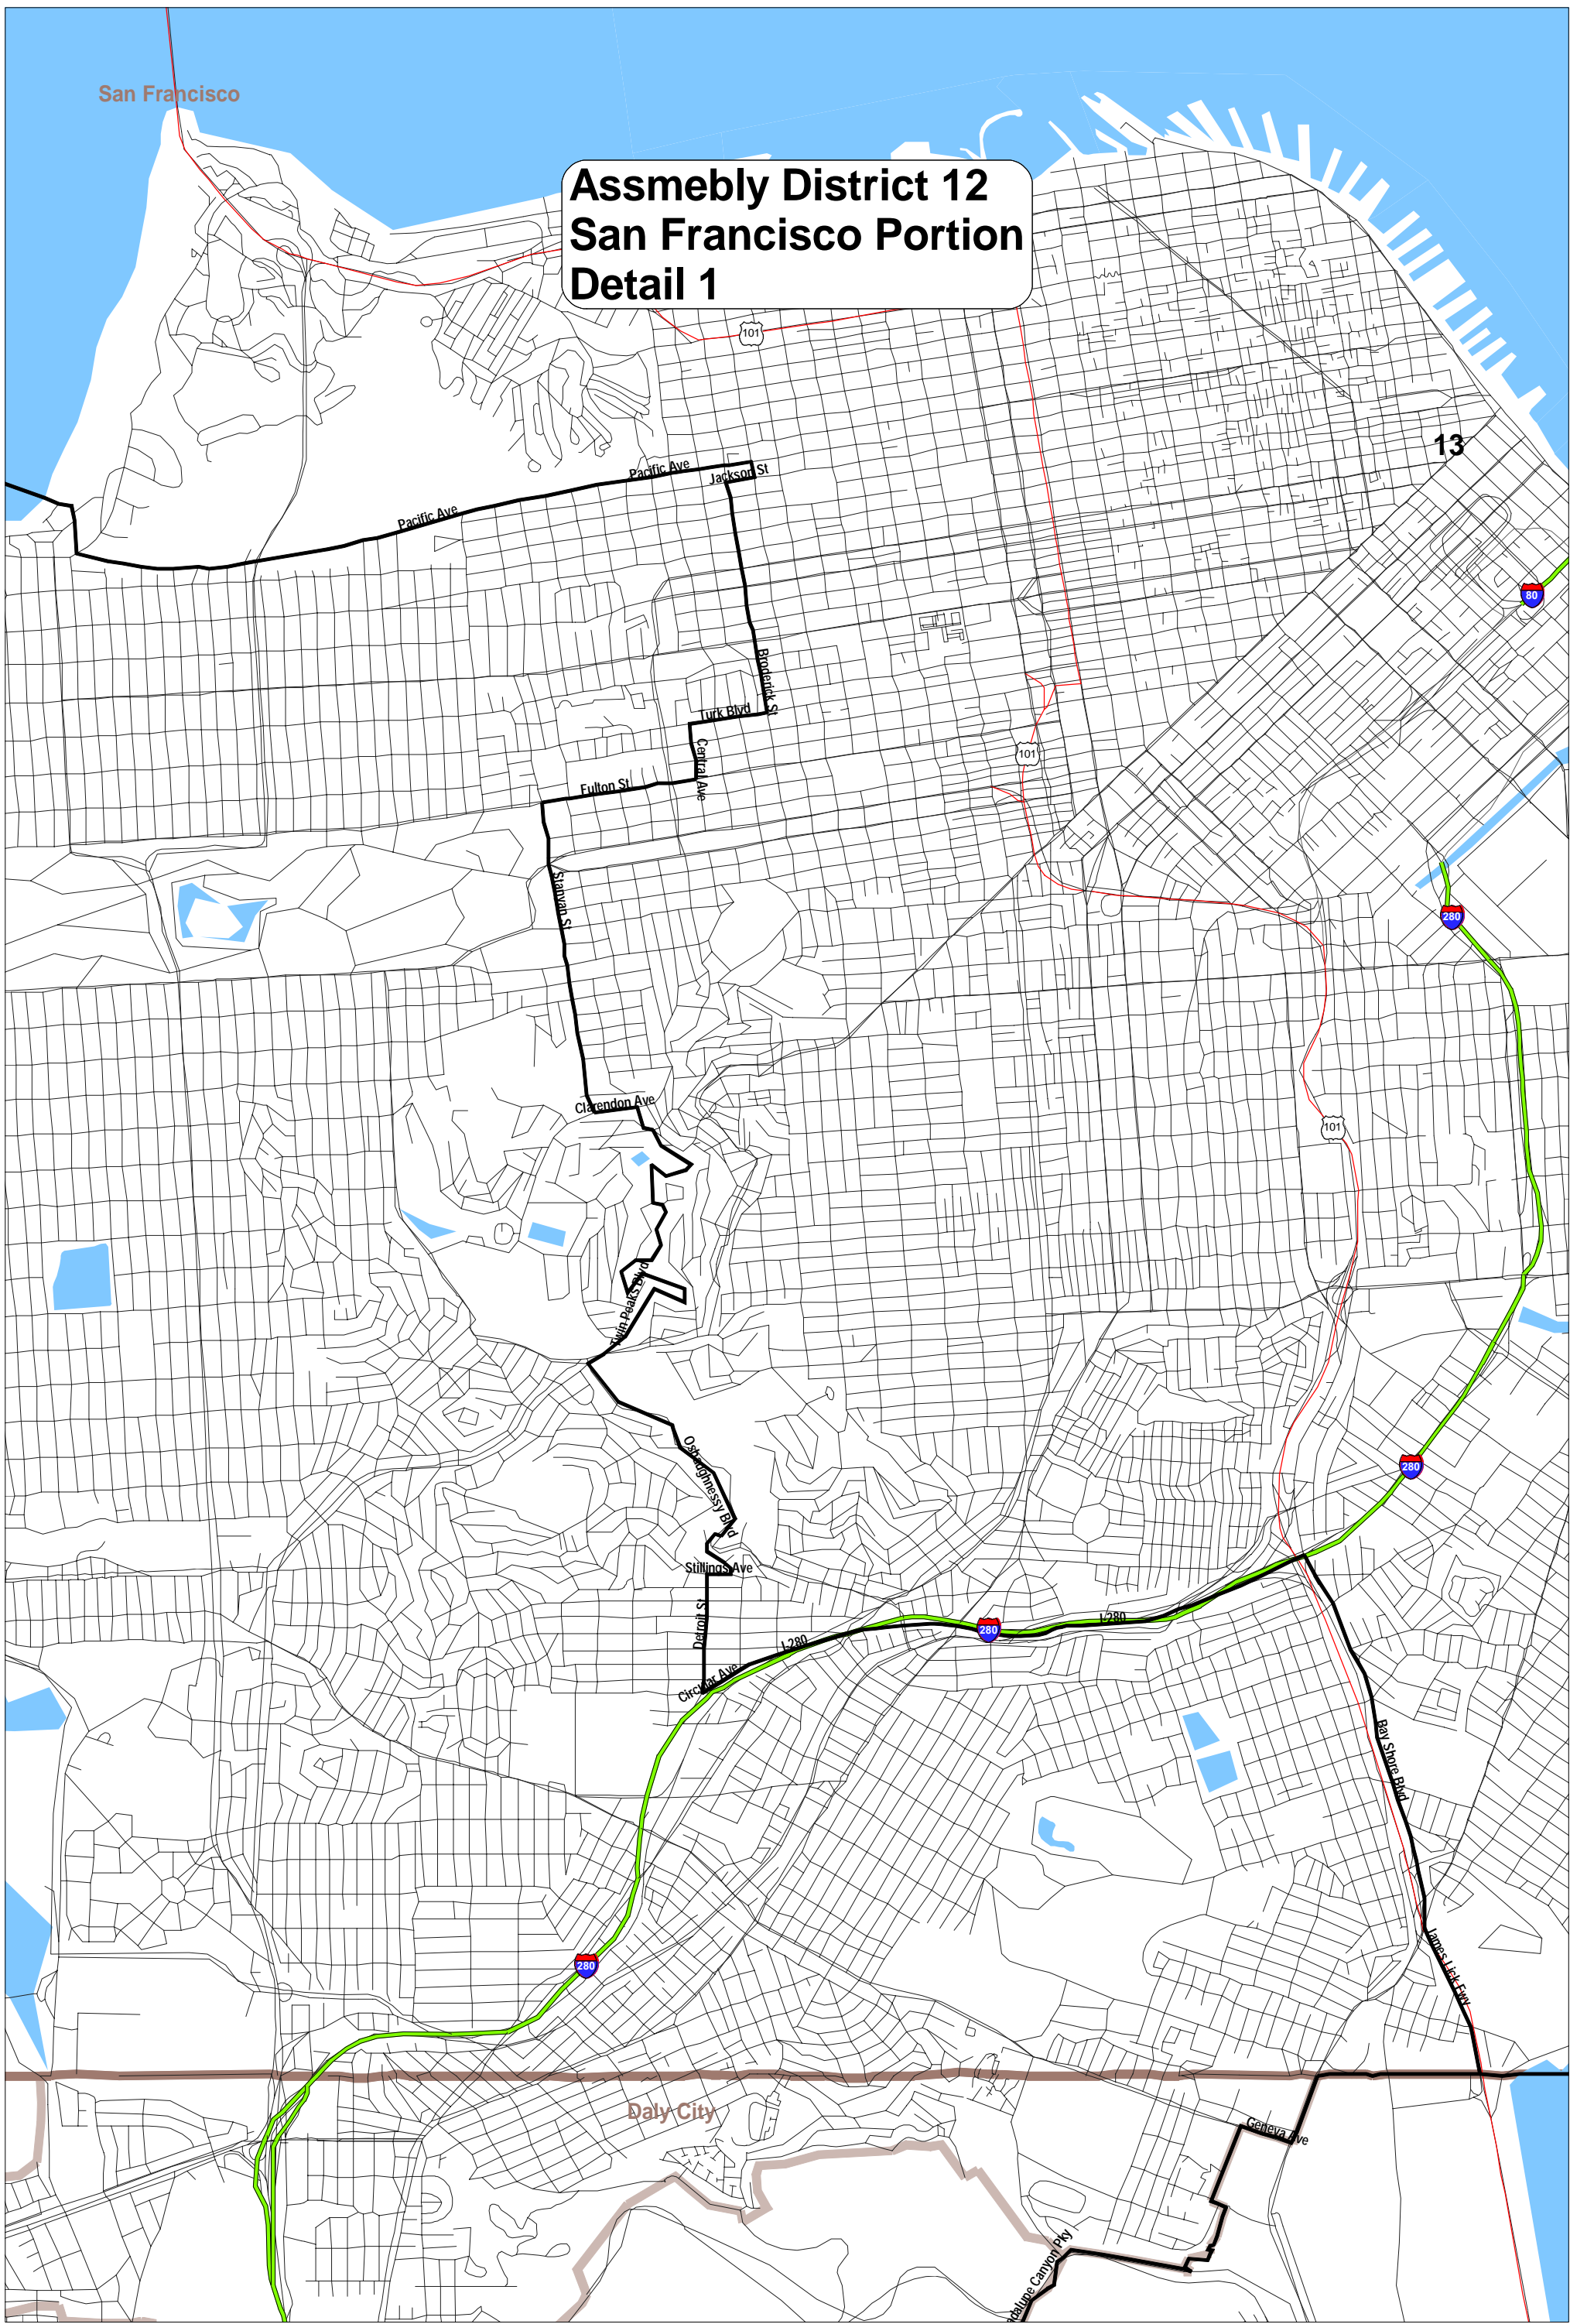 San Francisco
Assmebly District 12
San Francisco Portion
Detail 1
101
13
Pacific Ave
Jackson St
Pacific Ave
80
Broderick St
Turk Blvd
Central Ave
101
Fulton St
Stanyan St
280
Clarendon Ave
101
Twin Peaks Blvd
Oshaughnessy Blvd
280
Stillings Ave
Detroit St
I-280
280
I-280
Circular Ave
Bay Shore Blvd
James Lick Fwy
280
Daly City
Geneva Ave
Canyon Pky